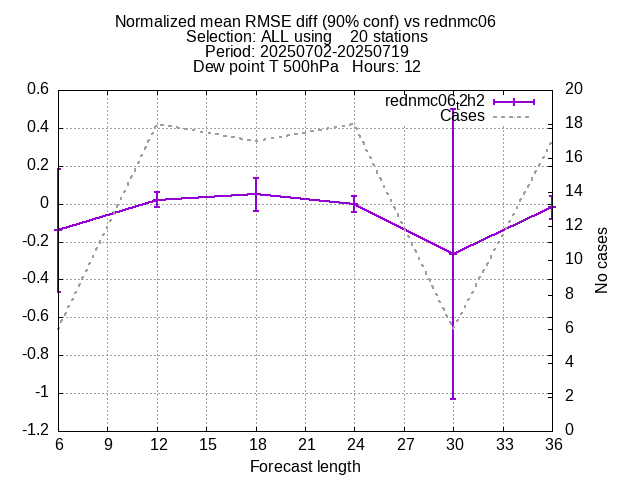 Normalized mean RMSE diff (90% conf) vs rednmc06
Selection: ALL using    20 stations
Period: 20250702-20250719
Dew point T 500hPa   Hours: 12
rednmc06,2h2
Cases
0.6
0.4
0.2
0
-0.2
-0.4
-0.6
-0.8
-1
-1.2
20
18
16
14
12
10
8
6
4
2
0
No cases
6 9 12 15 18 21 24 27 30 33 36
Forecast length